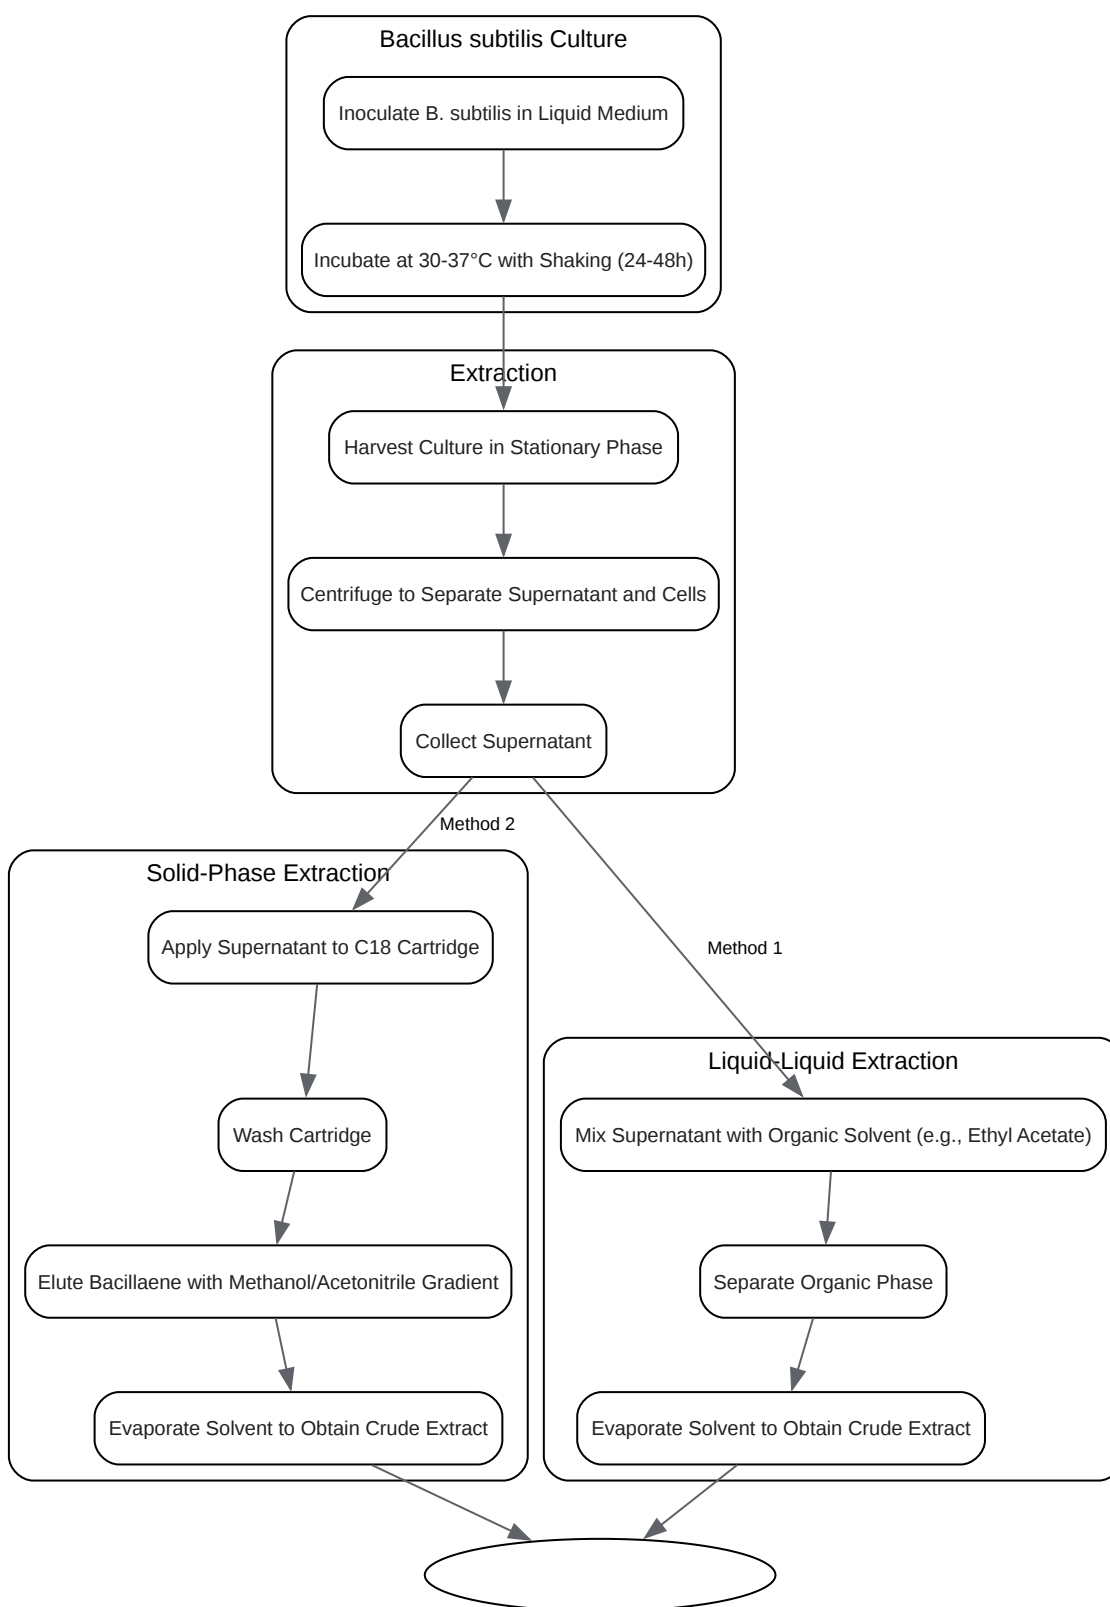 Bacillus subtilis Culture
Inoculate B. subtilis in Liquid Medium
Incubate at 30-37°C with Shaking (24-48h)
Extraction
Harvest Culture in Stationary Phase
Centrifuge to Separate Supernatant and Cells
Collect Supernatant
Method 2
Solid-Phase Extraction
Apply Supernatant to C18 Cartridge
Method 1
Wash Cartridge
Elute Bacillaene with Methanol/Acetonitrile Gradient
Evaporate Solvent to Obtain Crude Extract
Liquid-Liquid Extraction
Mix Supernatant with Organic Solvent (e.g., Ethyl Acetate)
Separate Organic Phase
Evaporate Solvent to Obtain Crude Extract